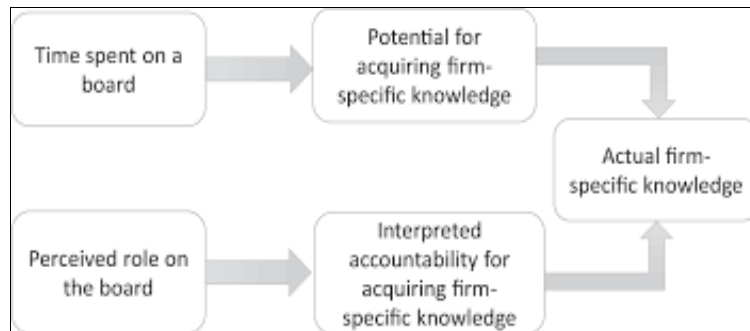 Time spent on a
board
Potential for
acquiring firm-
specific knowledge
Actual firm-
specific knowledge
Perceived role on
the board
Interpreted
accountability for
acquiring firm-
specific knowledge